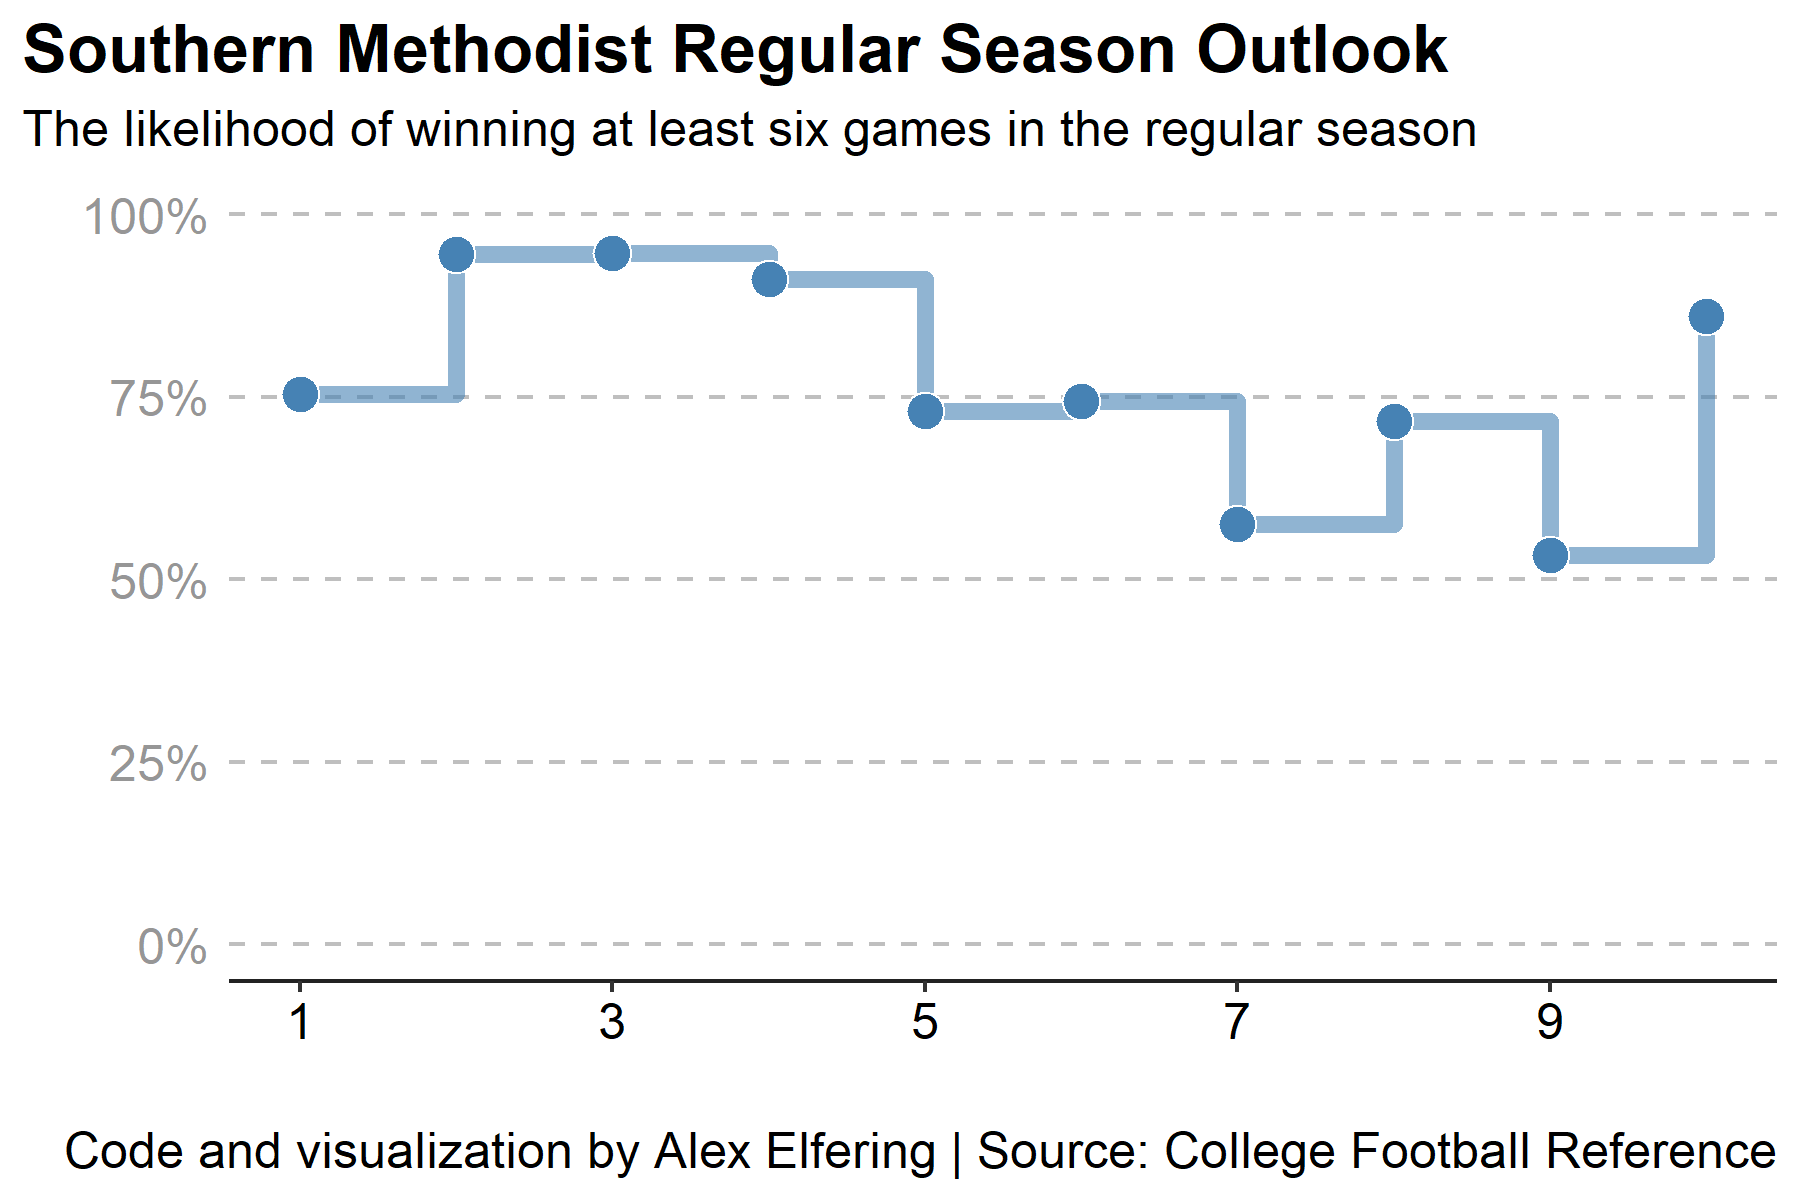 Southern Methodist Regular Season Outlook
The likelihood of winning at least six games in the regular season
100%
75%
50%
25%
0%
1 3 5 7 9
Code and visualization by Alex Elfering | Source: College Football Reference